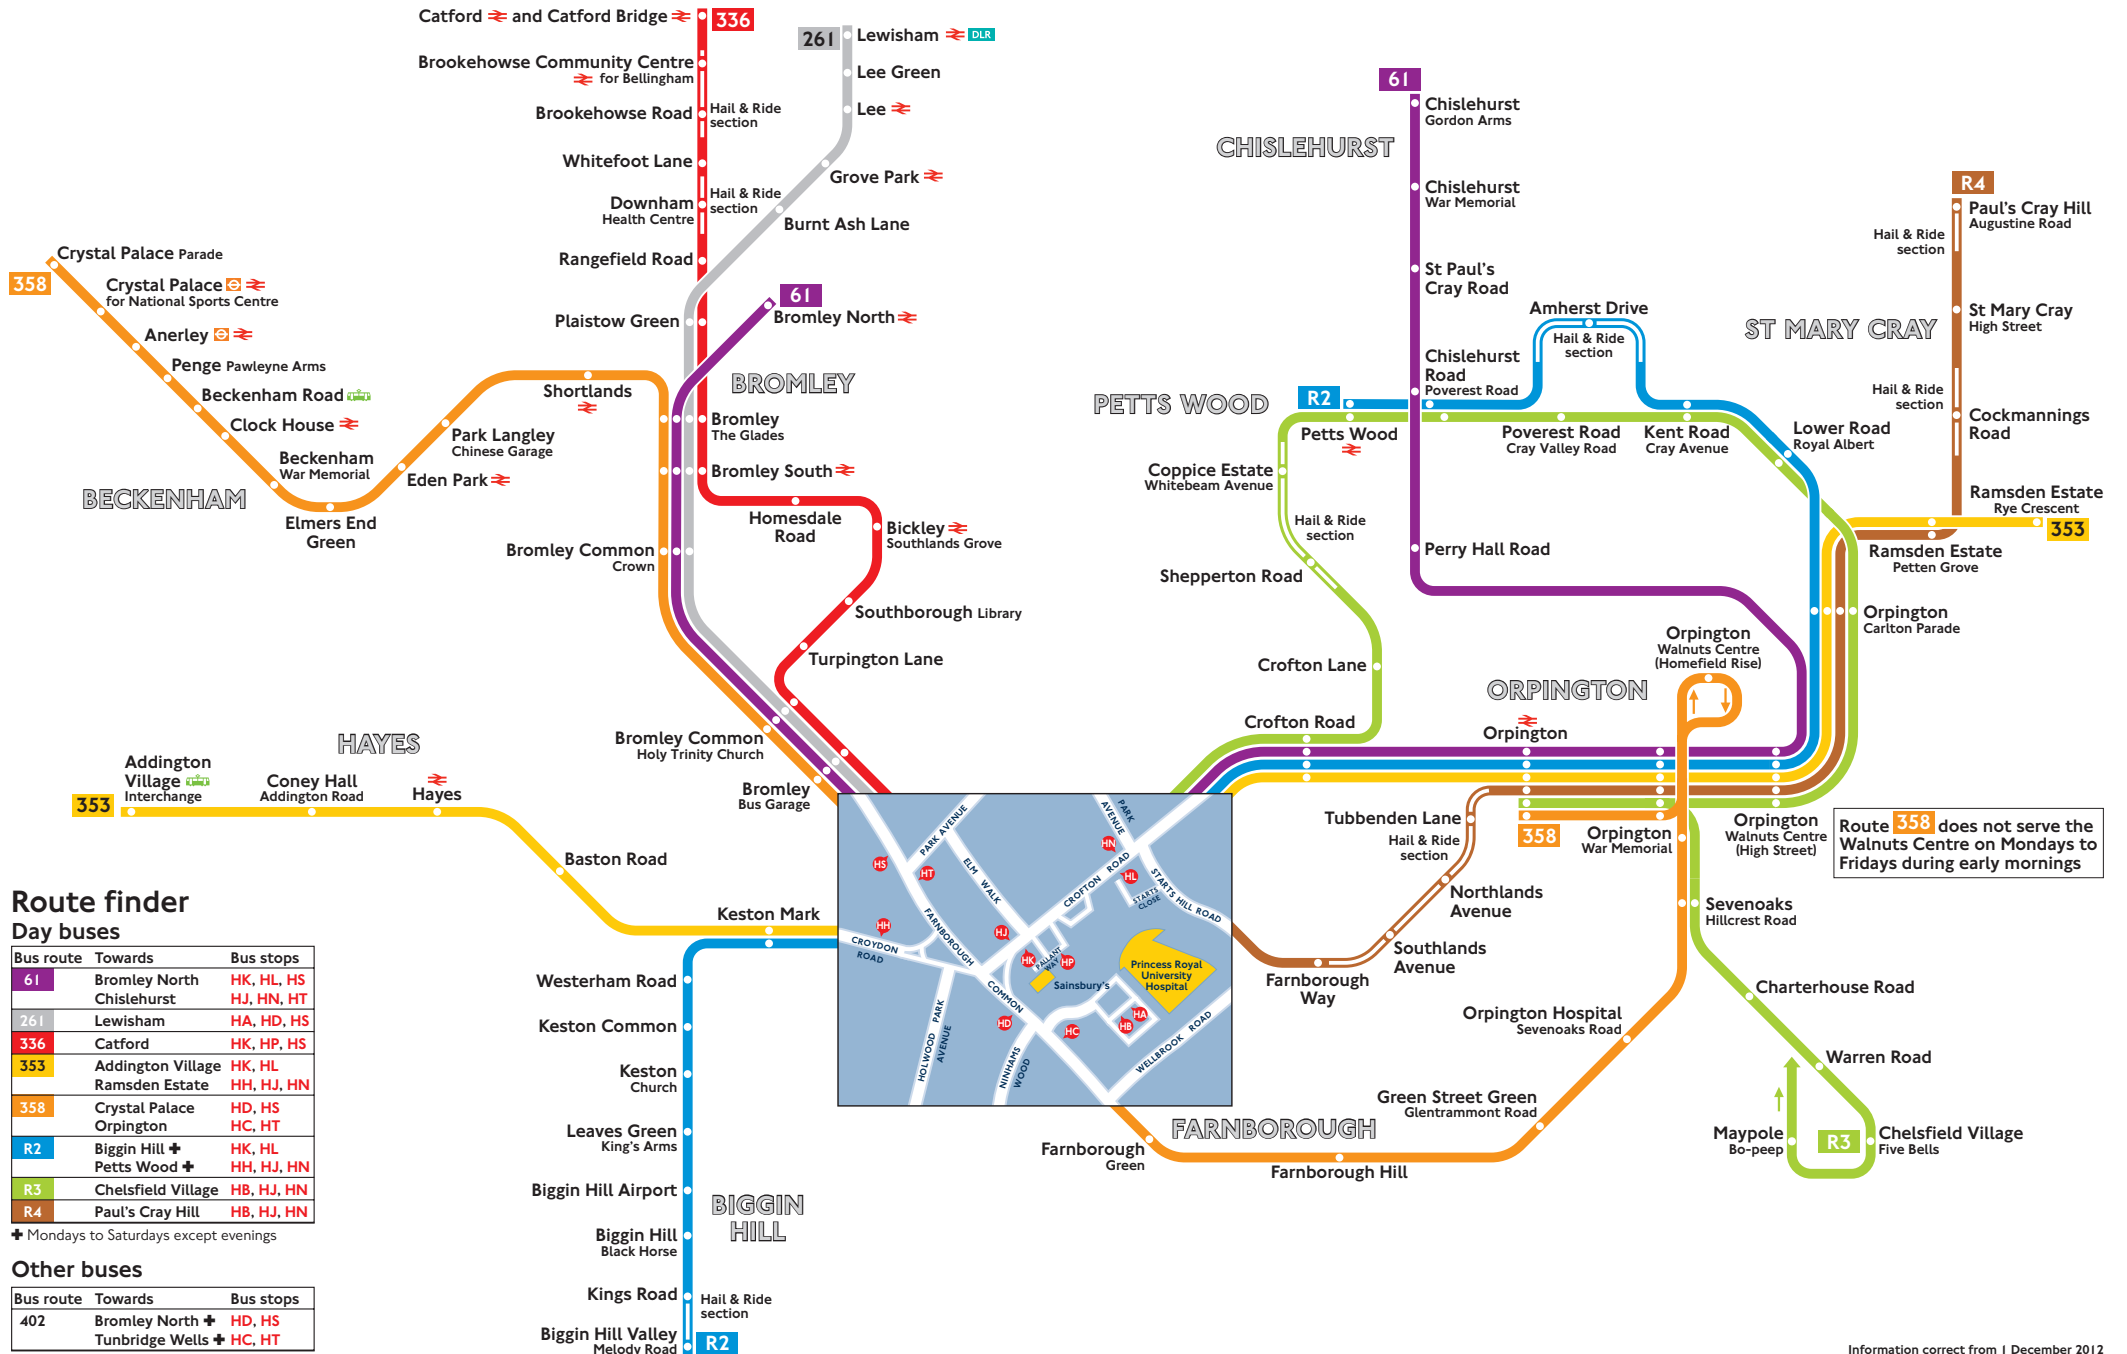 Catford and Catford Bridge
336
Brookehowse Community Centre
for Bellingham
Brookehowse Road
Hail & Ride
section
Whitefoot Lane
Downham
Health Centre
Hail & Ride
section
Rangefield Road
Plaistow Green
261
Lewisham
DLR
Lee Green
Lee
Grove Park
Burnt Ash Lane
61
Bromley North
BROMLEY
Bromley
The Glades
Bromley South
Homesdale
Road
Bickley
Southlands Grove
Southborough Library
Turpington Lane
Bromley Common
Crown
Bromley Common
Holy Trinity Church
Bromley
Bus Garage
358
Crystal Palace Parade
Crystal Palace
for National Sports Centre
Anerley
Penge Pawleyne Arms
Beckenham Road
Clock House
Beckenham
War Memorial
BECKENHAM
Elmers End
Green
Eden Park
Park Langley
Chinese Garage
Shortlands
HAYES
353
Addington
Village
Interchange
Coney Hall
Addington Road
Hayes
Baston Road
Keston Mark
Westerham Road
Keston Common
Keston
Church
Leaves Green
King's Arms
Biggin Hill Airport
BIGGIN
HILL
Biggin Hill
Black Horse
Kings Road
Hail & Ride
section
Biggin Hill Valley
Melody Road
R2
61
Chislehurst
Gordon Arms
CHISLEHURST
Chislehurst
War Memorial
St Paul's
Cray Road
Chislehurst
Road
Poverest Road
Perry Hall Road
PETTS WOOD
R2
Petts Wood
Amherst Drive
Hail & Ride
section
Poverest Road
Cray Valley Road
Kent Road
Cray Avenue
Lower Road
Royal Albert
Coppice Estate
Whitebeam Avenue
Hail & Ride
section
Shepperton Road
Crofton Lane
Crofton Road
R4
Paul's Cray Hill
Augustine Road
Hail & Ride
section
St Mary Cray
High Street
ST MARY CRAY
Hail & Ride
section
Cockmannings
Road
Ramsden Estate
Rye Crescent
353
Ramsden Estate
Petten Grove
Orpington
Carlton Parade
ORPINGTON
Orpington
Orpington
Walnuts Centre
(Homefield Rise)
358
Orpington
War Memorial
Orpington
Walnuts Centre
(High Street)
Route 358 does not serve the
Walnuts Centre on Mondays to
Fridays during early mornings
Tubbenden Lane
Hail & Ride
section
Northlands
Avenue
Southlands
Avenue
Farnborough
Way
Sevenoaks
Hillcrest Road
Charterhouse Road
Warren Road
Maypole
Bo-peep
R3
Chelsfield Village
Five Bells
Orpington Hospital
Sevenoaks Road
Green Street Green
Glentrammont Road
FARNBOROUGH
Farnborough
Green
Farnborough Hill
PARK AVENUE
PARK
AVENUE
ELM WALK
CROFTON ROAD
STARTS HILL ROAD
STARTS
CLOSE
FARNBOROUGH COMMON
CROYDON
ROAD
PALLANT
WAY
HOLWOOD PARK
AVENUE
NINHAMS
WOOD
WELLBROOK ROAD
HS
HT
HH
HJ
HK
HP
HN
HL
HD
HC
HA
HB
Sainsbury's
Princess Royal
University
Hospital
Route finder
Day buses
Bus route Towards Bus stops
61 Bromley North HK, HL, HS
Chislehurst HJ, HN, HT
261 Lewisham HA, HD, HS
336 Catford HK, HP, HS
353 Addington Village HK, HL
Ramsden Estate HH, HJ, HN
358 Crystal Palace HD, HS
Orpington HC, HT
R2 Biggin Hill ✚ HK, HL
Petts Wood ✚ HH, HJ, HN
R3 Chelsfield Village HB, HJ, HN
R4 Paul's Cray Hill HB, HJ, HN
✚ Mondays to Saturdays except evenings
Other buses
Bus route Towards Bus stops
402 Bromley North ✚ HD, HS
Tunbridge Wells ✚ HC, HT
Information correct from 1 December 2012